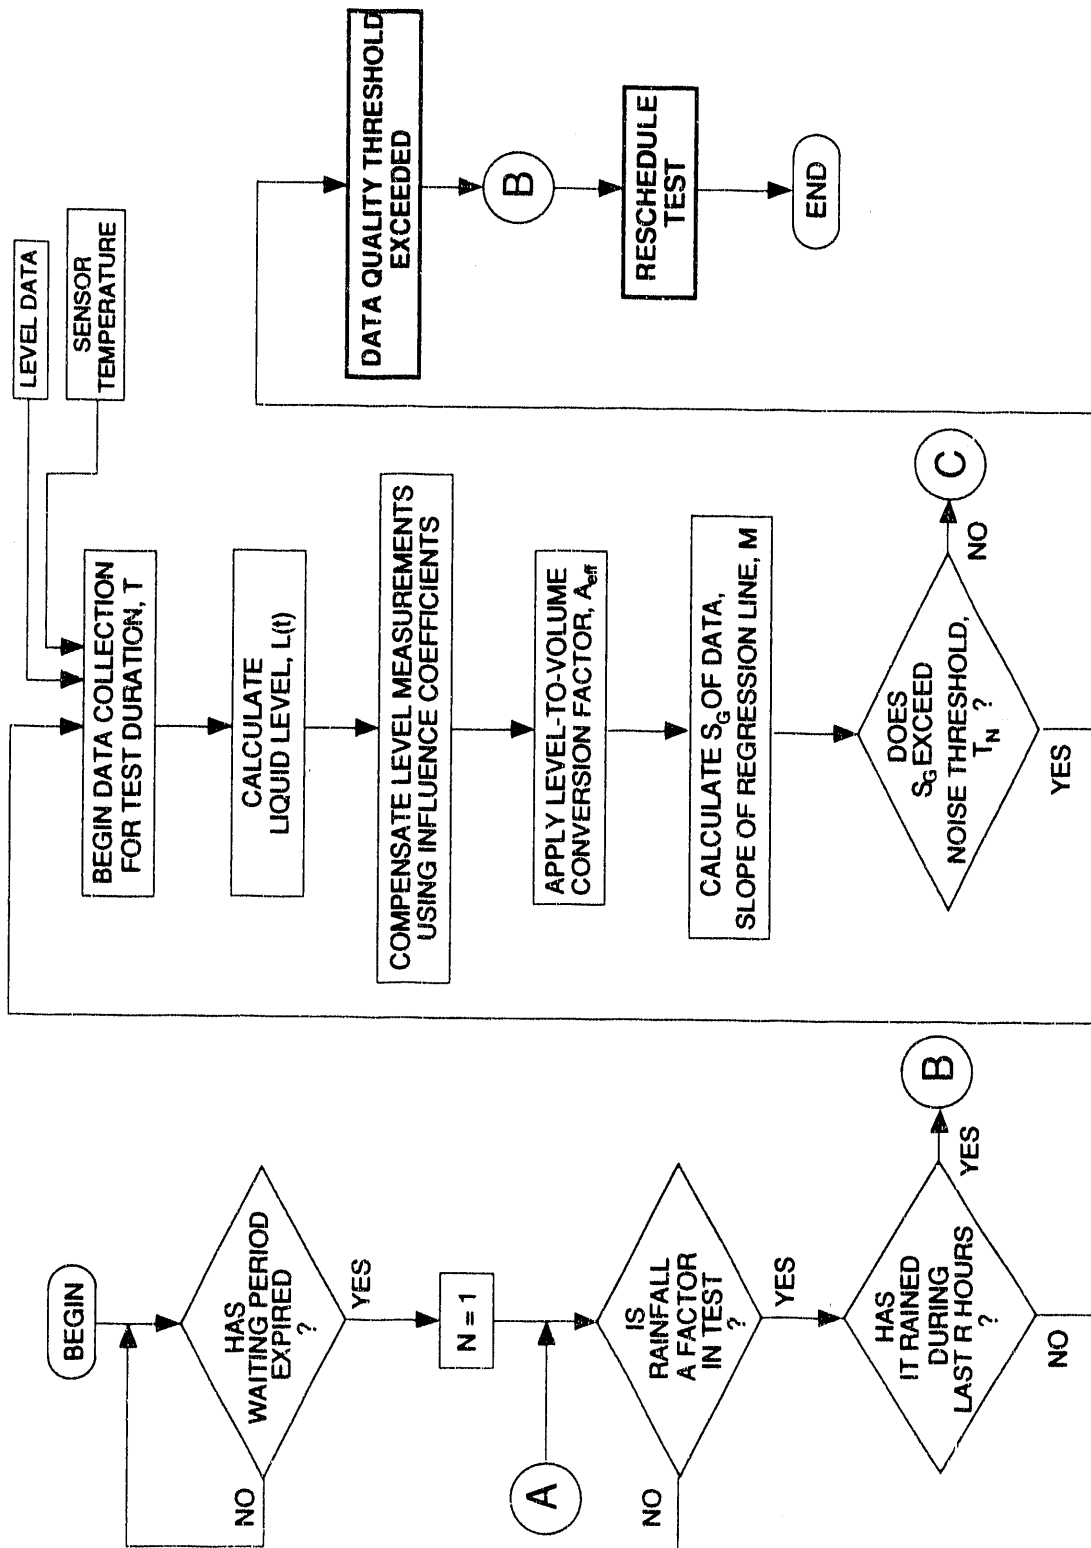 BEGIN
HAS
WAITING PERIOD
EXPIRED
?
NO
YES
N = 1
A
IS
RAINFALL
A FACTOR
IN TEST
?
NO
YES
HAS
IT RAINED
DURING
LAST R HOURS
?
YES
B
NO
LEVEL DATA
SENSOR
TEMPERATURE
BEGIN DATA COLLECTION
FOR TEST DURATION, T
CALCULATE
LIQUID LEVEL, L(t)
COMPENSATE LEVEL MEASUREMENTS
USING INFLUENCE COEFFICIENTS
APPLY LEVEL-TO-VOLUME
CONVERSION FACTOR, Aeff
CALCULATE SG OF DATA,
SLOPE OF REGRESSION LINE, M
DOES
SG EXCEED
NOISE THRESHOLD,
TN ?
NO
C
YES
DATA QUALITY THRESHOLD
EXCEEDED
B
RESCHEDULE
TEST
END